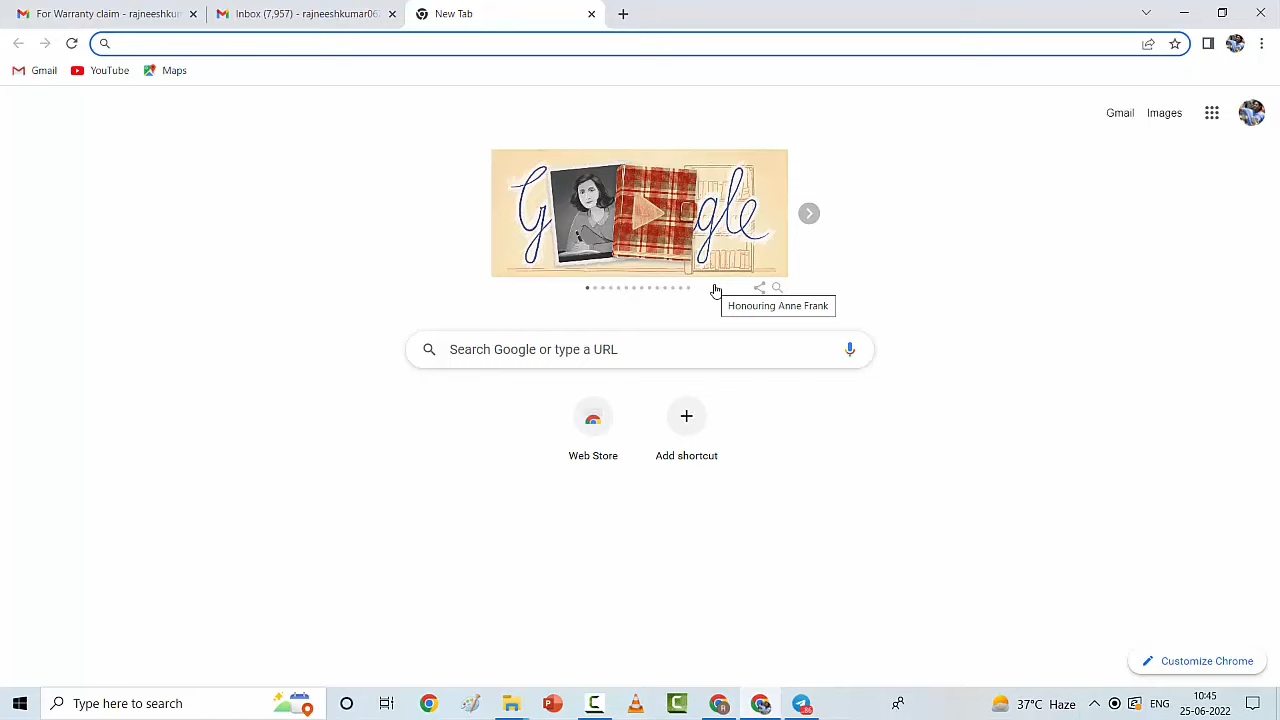 For Warranty claim - rajneeshkum
Inbox (7,957) - rajneeshkumar06
New Tab
Gmail
YouTube
Maps
Gmail
Images
G gle
Honouring Anne Frank
Search Google or type a URL
Web Store
Add shortcut
Customize Chrome
Type here to search
37°C Haze
ENG
10:45
25-06-2022